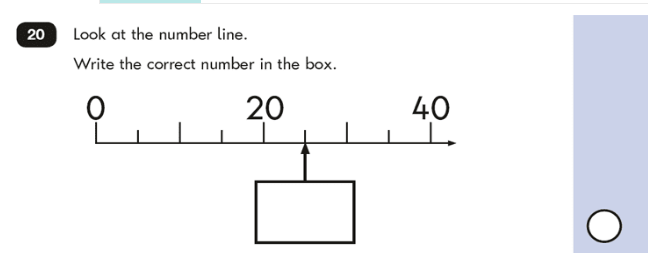 20 Look at the number line.
Write the correct number in the box.
0 20 40